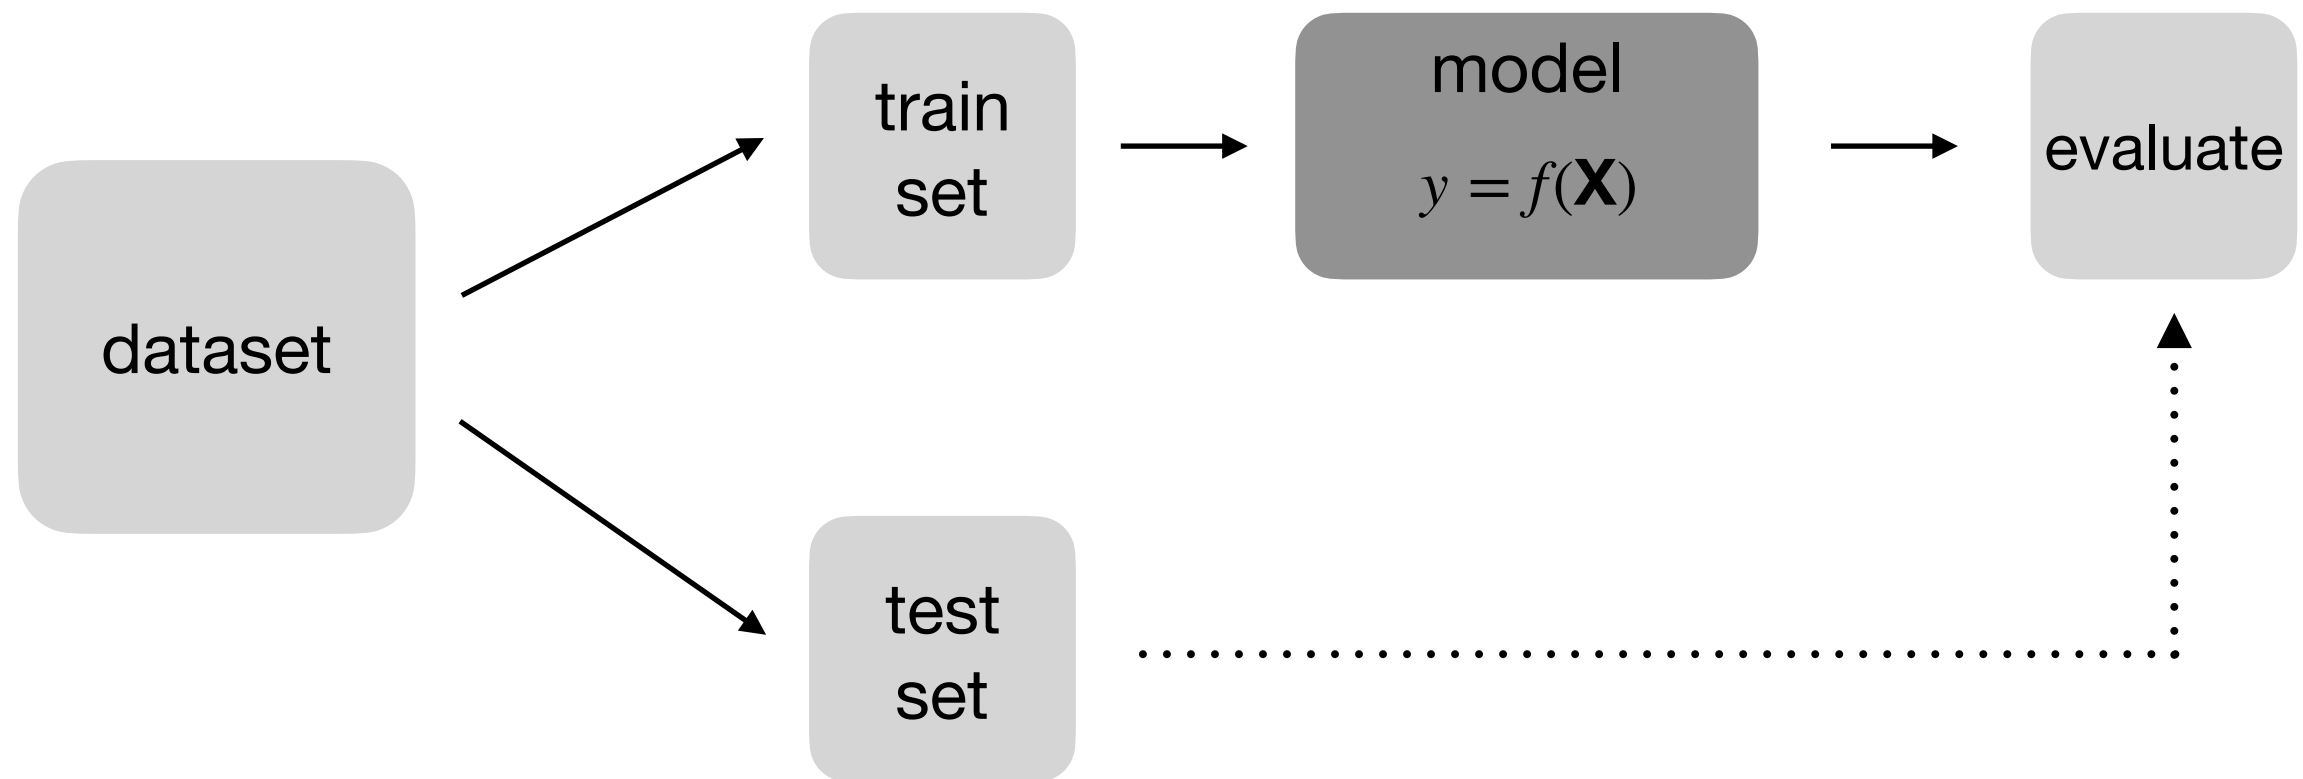 dataset
train
set
model
y = f(X)
evaluate
test
set